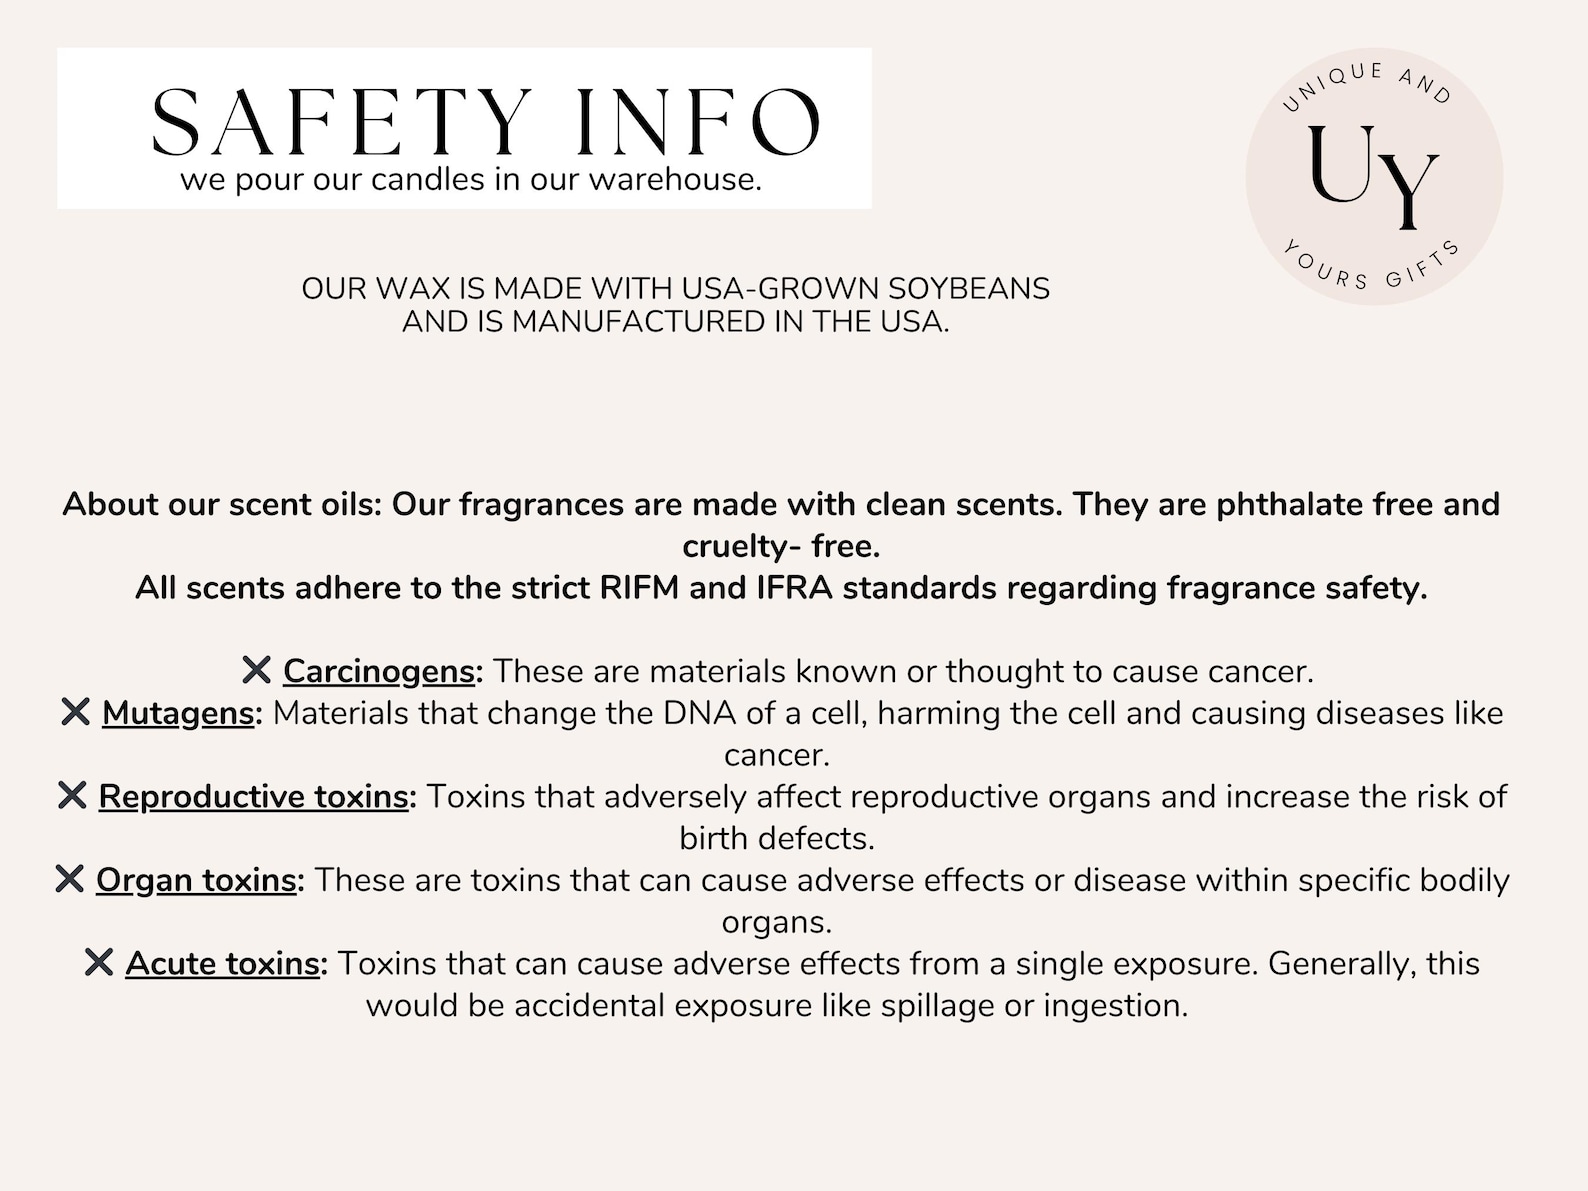 SAFETY INFO
we pour our candles in our warehouse.
UNIQUE AND
UY
YOURS GIFTS
OUR WAX IS MADE WITH USA-GROWN SOYBEANS
AND IS MANUFACTURED IN THE USA.
About our scent oils: Our fragrances are made with clean scents. They are phthalate free and
cruelty- free.
All scents adhere to the strict RIFM and IFRA standards regarding fragrance safety.
❌ Carcinogens: These are materials known or thought to cause cancer.
❌ Mutagens: Materials that change the DNA of a cell, harming the cell and causing diseases like
cancer.
❌ Reproductive toxins: Toxins that adversely affect reproductive organs and increase the risk of
birth defects.
❌ Organ toxins: These are toxins that can cause adverse effects or disease within specific bodily
organs.
❌ Acute toxins: Toxins that can cause adverse effects from a single exposure. Generally, this
would be accidental exposure like spillage or ingestion.